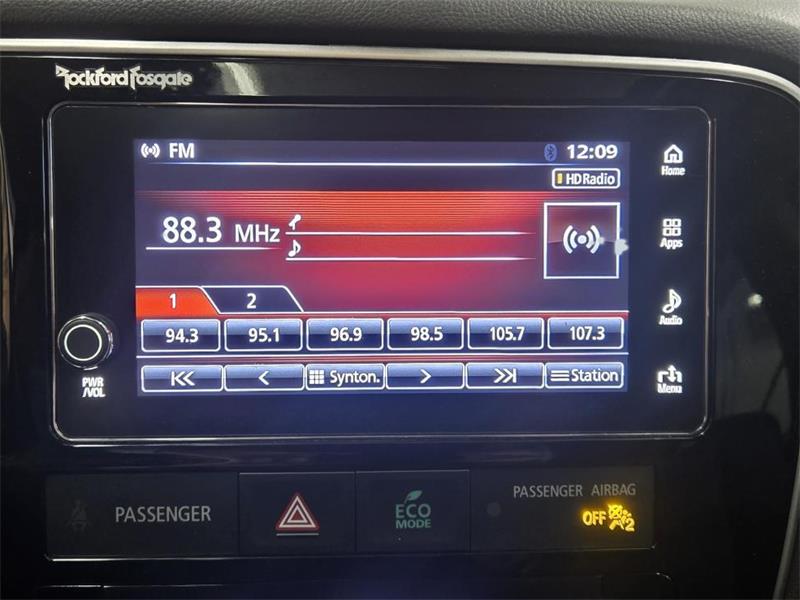 Rockford Fosgate
FM 12:09
HD Radio
Home
88.3 MHz
Apps
1 2
Audio
94.3 95.1 96.9 98.5 105.7 107.3
PWR
/VOL
Synton. Station
Menu
PASSENGER
ECO
MODE
PASSENGER AIRBAG
OFF 2